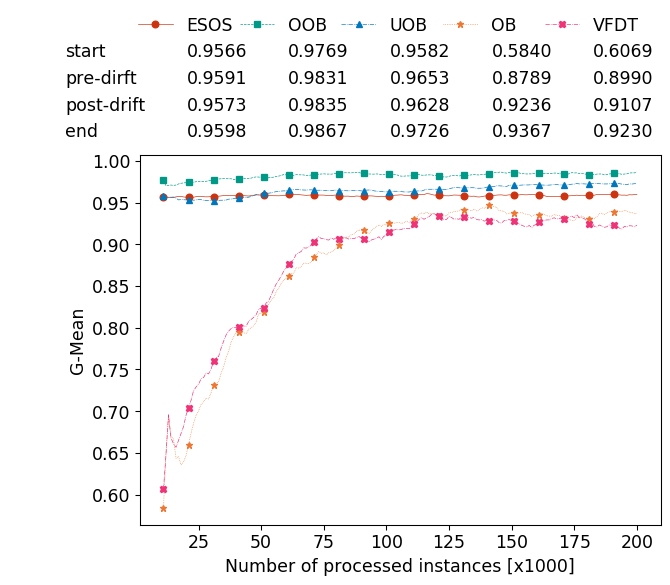 ESOS OOB UOB OB VFDT
start 0.9566 0.9769 0.9582 0.5840 0.6069
pre-dirft 0.9591 0.9831 0.9653 0.8789 0.8990
post-drift 0.9573 0.9835 0.9628 0.9236 0.9107
end 0.9598 0.9867 0.9726 0.9367 0.9230
1.00
0.95
0.90
0.85
0.80
0.75
0.70
0.65
0.60
G-Mean
25 50 75 100 125 150 175 200
Number of processed instances [x1000]